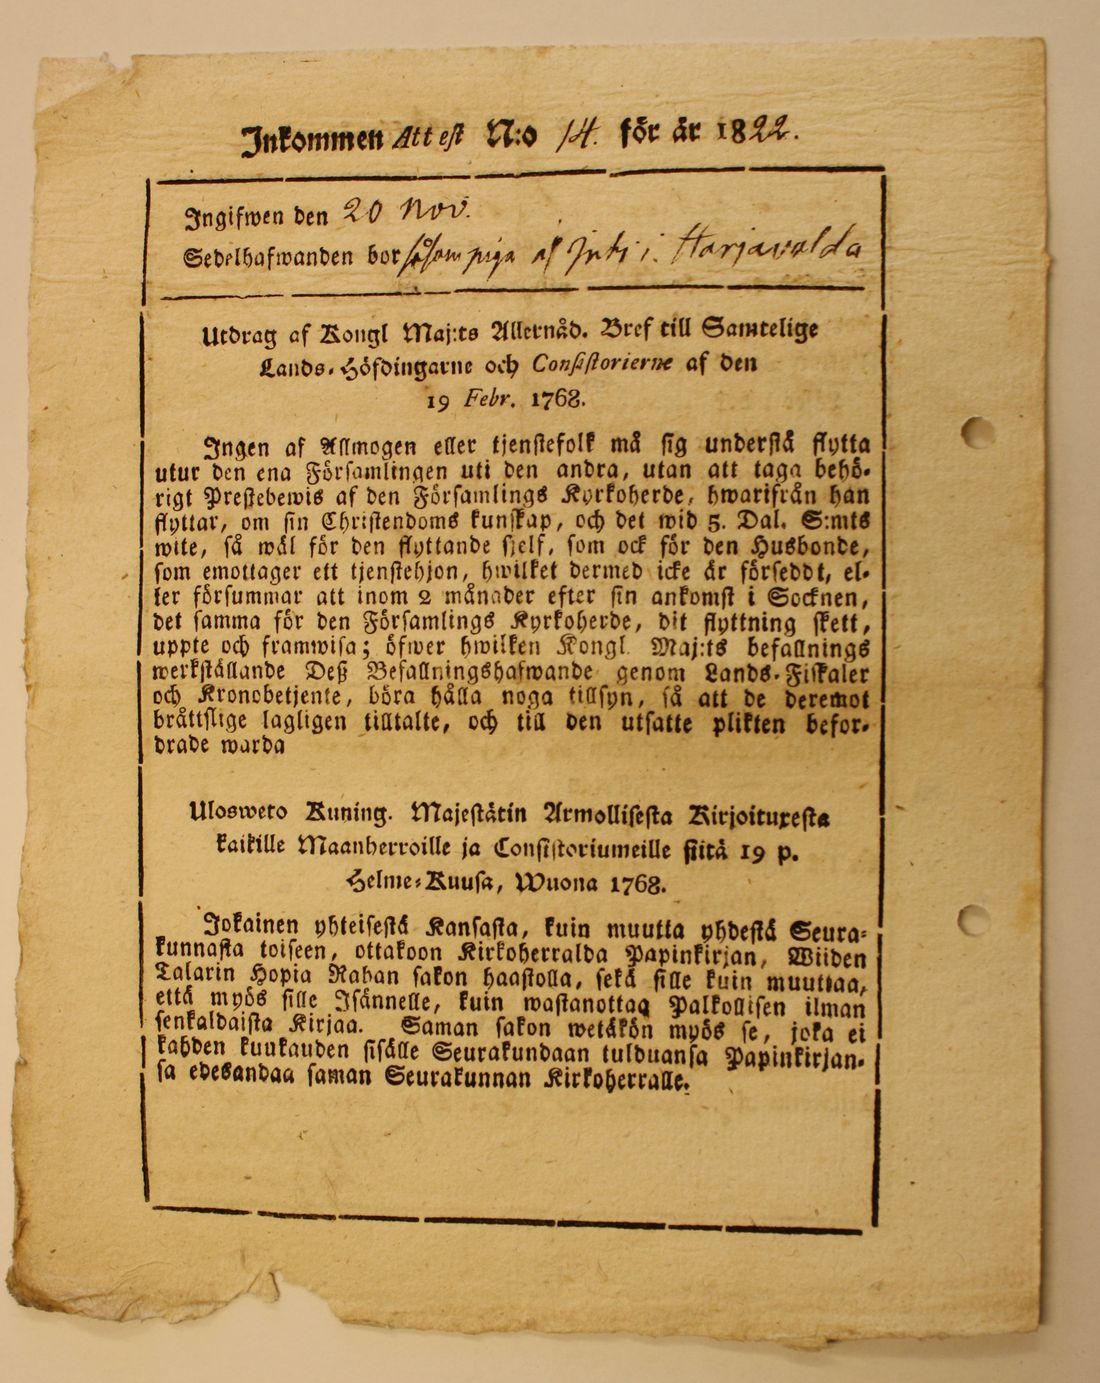 Inkommen Attest N:o 14. för år 1822.
Ingifwen den 20 Nov.
Sedelhafwanden bor såsom piga i Harjavalda
Utdrag af Kongl Maj:ts Allernåd. Bref till Samtelige
Lands-Höfdingarne och Consistorierne af den
19 Febr. 1768.
Ingen af Allmogen eller tjenstefolk må sig understå flytta
utur den ena Församlingen uti den andra, utan att taga behö-
rigt Prestebewis af den Församlings Kyrkoherde, hwarifrån han
flyttar, om sin Christendoms kunskap, och det wid 5. Dal. S:mts
wite, så wäl för den flyttande sjelf, som ock för den Husbonde,
som emottager ett tjenstehjon, hwilket dermed icke är förseddt, el-
ler försummar att inom 2 månader efter sin ankomst i Socknen,
det samma för den Församlings Kyrkoherde, dit flyttning skett,
uppte och framwisa; öfwer hwilken Kongl. Maj:ts befallnings
werkställande Deß Befallningshafwande genom Lands-Fiskaler
och Kronobetjente, böra hålla noga tillsyn, så att de deremot
bråttslige lagligen tilltalte, och till den utsatte plikten befor-
drade warda
Ulosweto Kuning. Majestätin Armollisesta Kirjoituxesta
kaikille Maanherroille ja Consistoriumeille siitä 19 p.
Helme-Kuusa, Wuona 1768.
Jokainen yhteisestä Kansasta, kuin muutta yhdestä Seura-
kunnasta toiseen, ottakoon Kirkoherralda Papinkirjan, Wiiden
Talarin Hopia Rahan sakon haastolla, sekä sille kuin muuttaa,
että myös sille Isännelle, kuin wastanottaa Palkollisen ilman
senkaldaista Kirjaa. Saman sakon wetäkön myös se, joka ei
kahden kuukauden sisälle Seurakundaan tulduansa Papinkirjan-
sa edesandaa saman Seurakunnan Kirkoherralle.